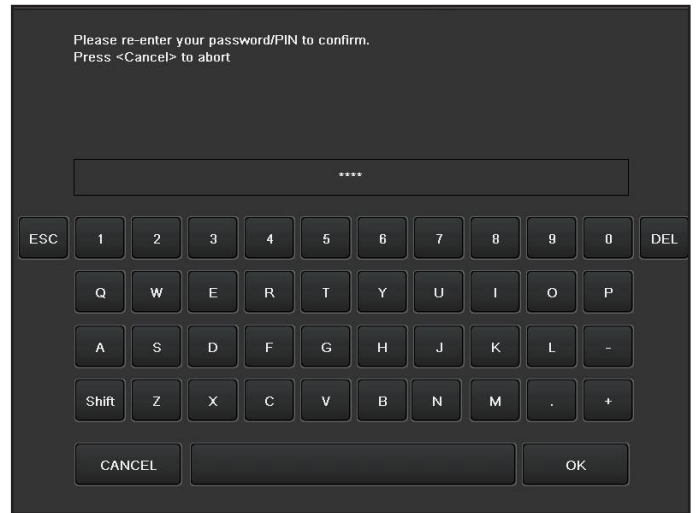 Please re-enter your password/PIN to confirm.
Press <Cancel> to abort
****
ESC 1 2 3 4 5 6 7 8 9 0 DEL
Q W E R T Y U I O P
A S D F G H J K L -
Shift Z X C V B N M . +
CANCEL OK